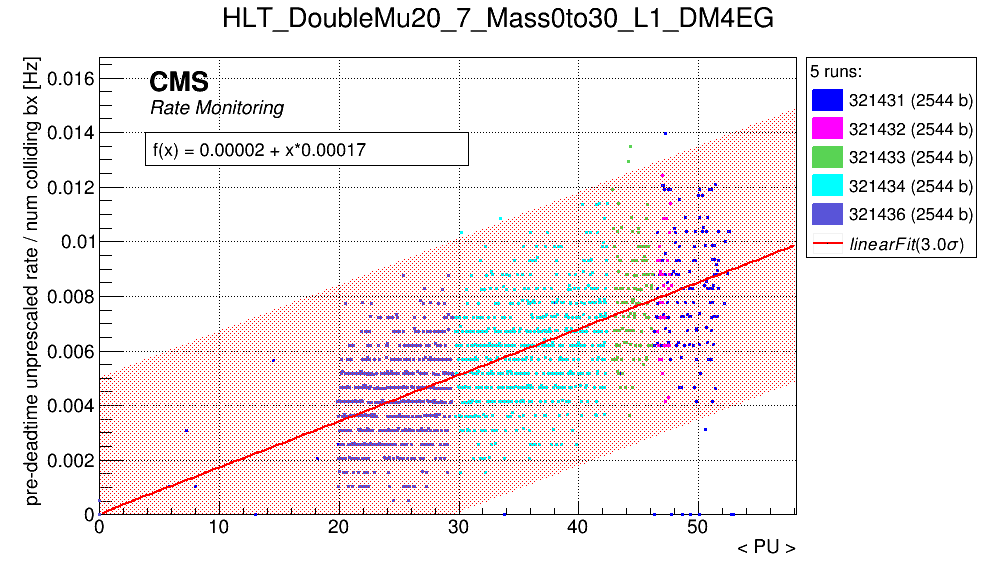 HLT_DoubleMu20_7_Mass0to30_L1_DM4EG
pre-deadtime unprescaled rate / num colliding bx [Hz]
0.016
0.014
0.012
0.01
0.008
0.006
0.004
0.002
0
CMS
Rate Monitoring
f(x) = 0.00002 + x*0.00017
0 10 20 30 40 50
< PU >
5 runs:
321431 (2544 b)
321432 (2544 b)
321433 (2544 b)
321434 (2544 b)
321436 (2544 b)
linearFit(3.0σ)